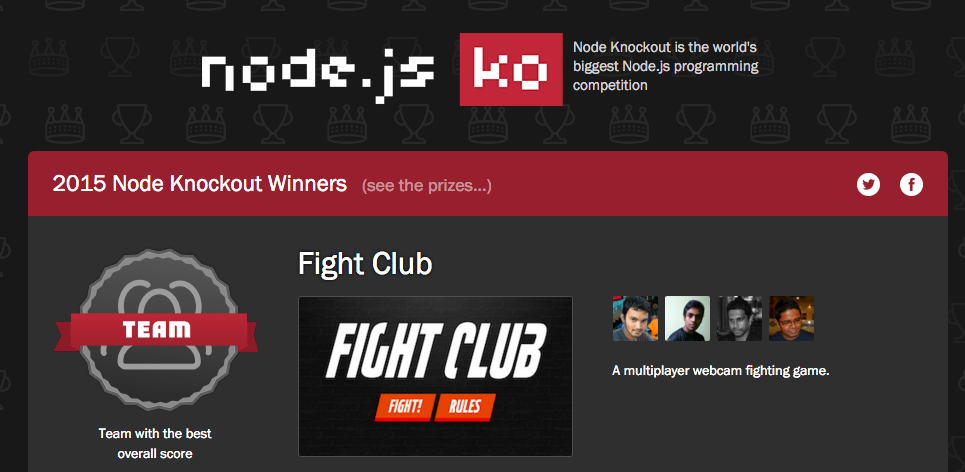 node.js ko
Node Knockout is the world's
biggest Node.js programming
competition
2015 Node Knockout Winners (see the prizes...)
TEAM
Team with the best
overall score
Fight Club
FIGHT CLUB
FIGHT! RULES
A multiplayer webcam fighting game.